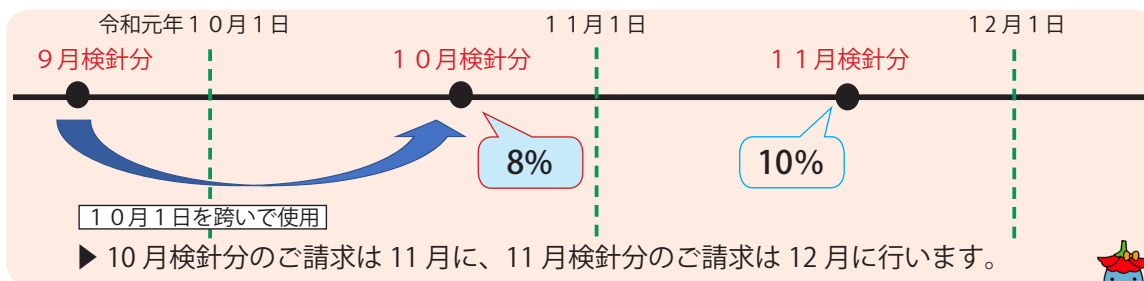 令和元年１０月１日
１１月１日
１２月１日
９月検針分
１０月検針分
１１月検針分
8%
10%
１０月１日を跨いで使用
▶ 10 月検針分のご請求は 11 月に、11 月検針分のご請求は 12 月に行います。